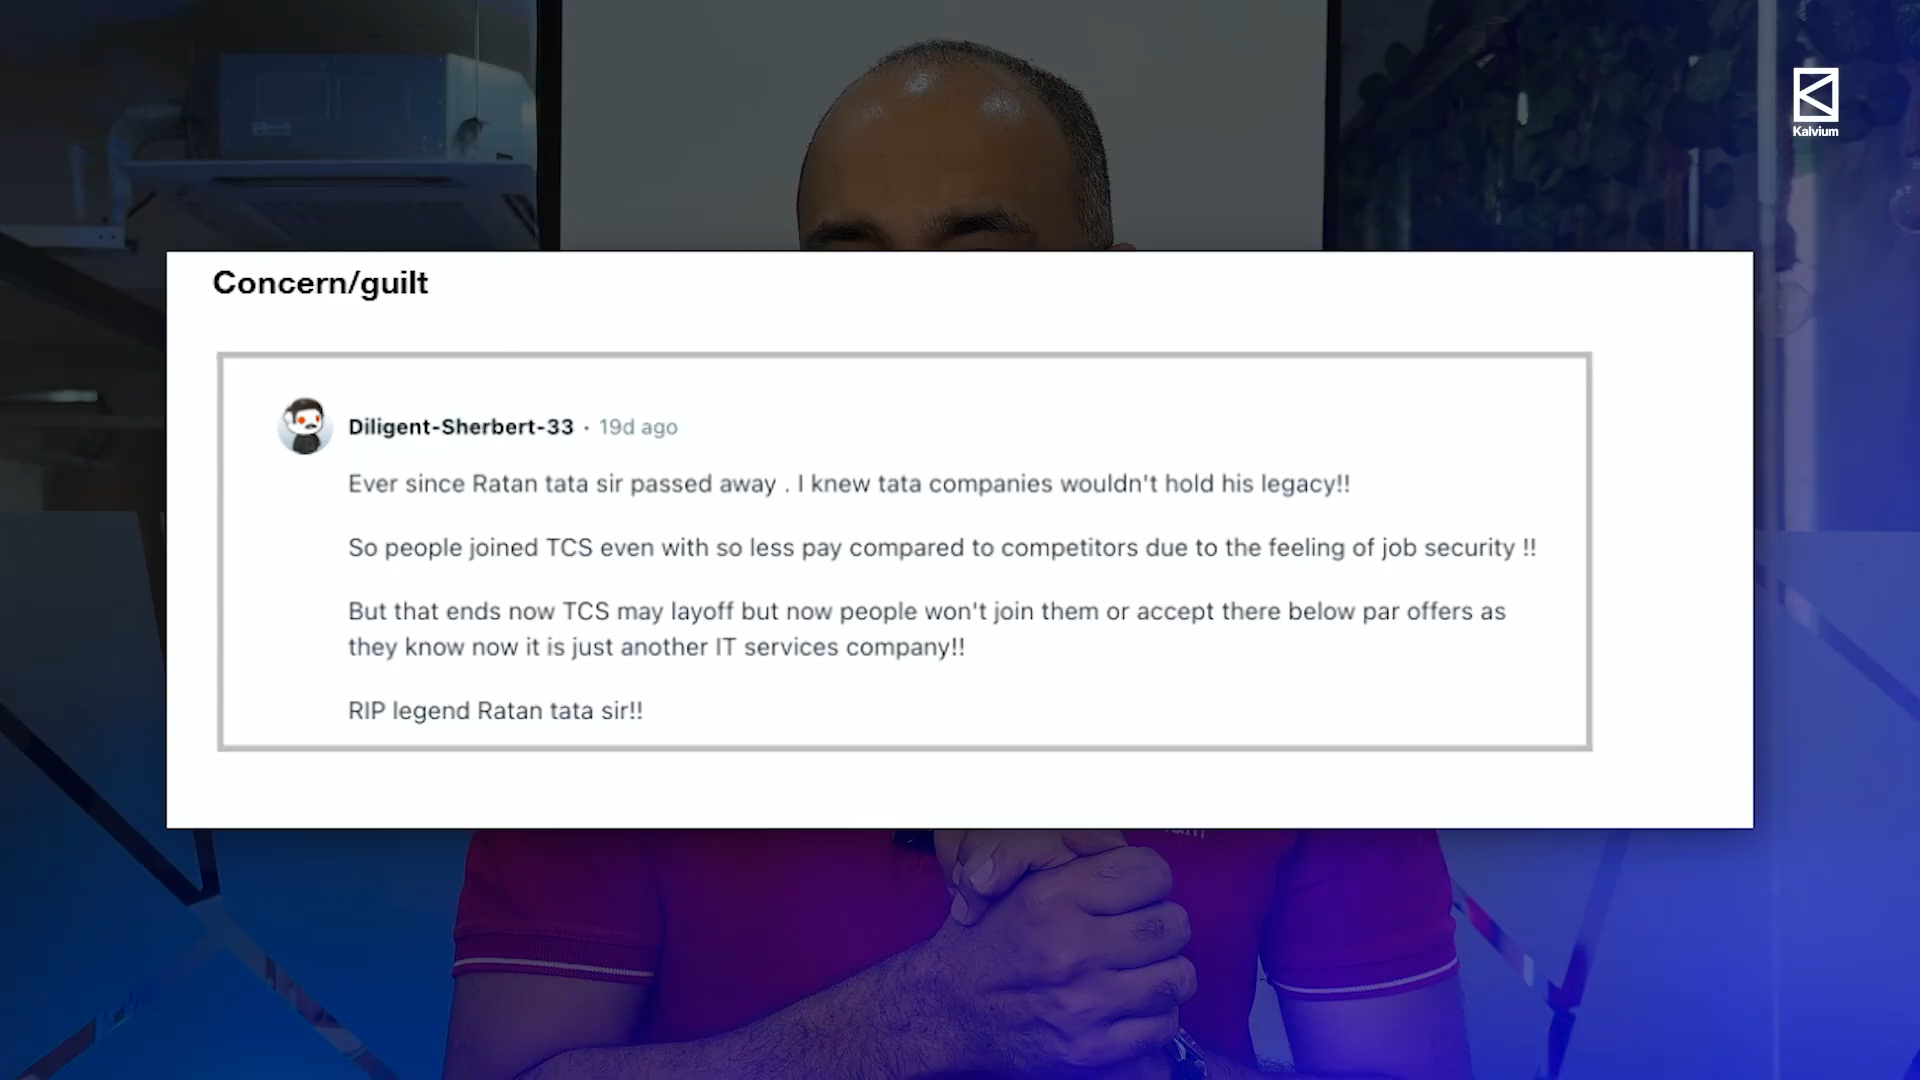 Kalvium
Concern/guilt
Diligent-Sherbert-33 · 19d ago
Ever since Ratan tata sir passed away . I knew tata companies wouldn't hold his legacy!!
So people joined TCS even with so less pay compared to competitors due to the feeling of job security !!
But that ends now TCS may layoff but now people won't join them or accept there below par offers as
they know now it is just another IT services company!!
RIP legend Ratan tata sir!!